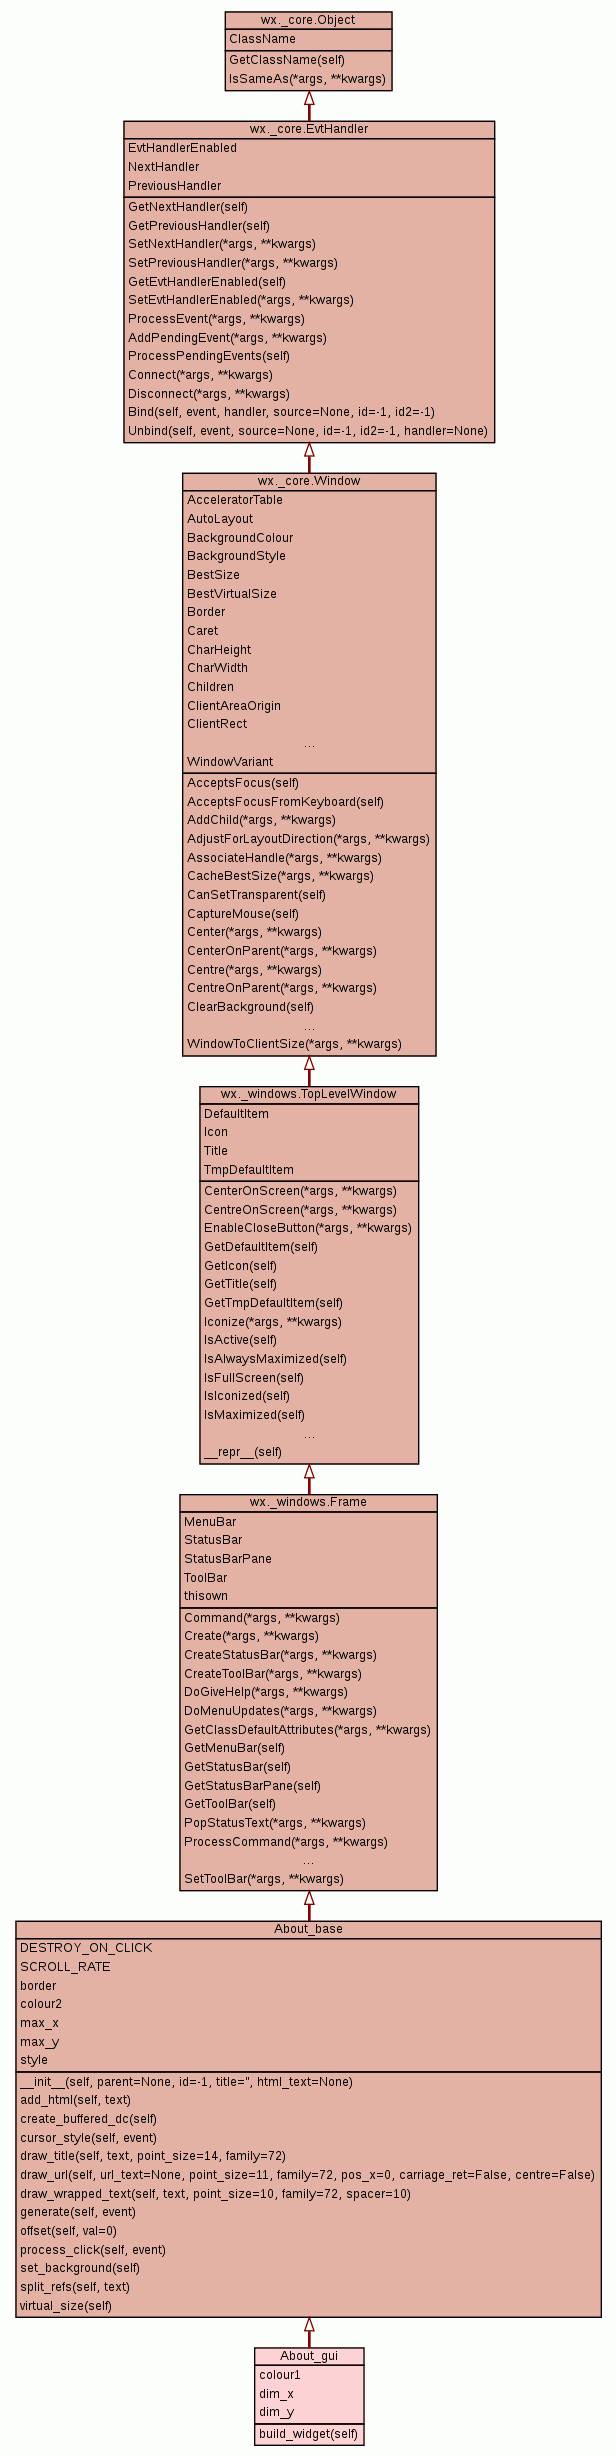 wx._core.Object
ClassName
GetClassName(self)
IsSameAs(*args, **kwargs)
wx._core.EvtHandler
EvtHandlerEnabled
NextHandler
PreviousHandler
GetNextHandler(self)
GetPreviousHandler(self)
SetNextHandler(*args, **kwargs)
SetPreviousHandler(*args, **kwargs)
GetEvtHandlerEnabled(self)
SetEvtHandlerEnabled(*args, **kwargs)
ProcessEvent(*args, **kwargs)
AddPendingEvent(*args, **kwargs)
ProcessPendingEvents(self)
Connect(*args, **kwargs)
Disconnect(*args, **kwargs)
Bind(self, event, handler, source=None, id=-1, id2=-1)
Unbind(self, event, source=None, id=-1, id2=-1, handler=None)
wx._core.Window
AcceleratorTable
AutoLayout
BackgroundColour
BackgroundStyle
BestSize
BestVirtualSize
Border
Caret
CharHeight
CharWidth
Children
ClientAreaOrigin
ClientRect
...
WindowVariant
AcceptsFocus(self)
AcceptsFocusFromKeyboard(self)
AddChild(*args, **kwargs)
AdjustForLayoutDirection(*args, **kwargs)
AssociateHandle(*args, **kwargs)
CacheBestSize(*args, **kwargs)
CanSetTransparent(self)
CaptureMouse(self)
Center(*args, **kwargs)
CenterOnParent(*args, **kwargs)
Centre(*args, **kwargs)
CentreOnParent(*args, **kwargs)
ClearBackground(self)
...
WindowToClientSize(*args, **kwargs)
wx._windows.TopLevelWindow
DefaultItem
Icon
Title
TmpDefaultItem
CenterOnScreen(*args, **kwargs)
CentreOnScreen(*args, **kwargs)
EnableCloseButton(*args, **kwargs)
GetDefaultItem(self)
GetIcon(self)
GetTitle(self)
GetTmpDefaultItem(self)
Iconize(*args, **kwargs)
IsActive(self)
IsAlwaysMaximized(self)
IsFullScreen(self)
IsIconized(self)
IsMaximized(self)
...
__repr__(self)
wx._windows.Frame
MenuBar
StatusBar
StatusBarPane
ToolBar
thisown
Command(*args, **kwargs)
Create(*args, **kwargs)
CreateStatusBar(*args, **kwargs)
CreateToolBar(*args, **kwargs)
DoGiveHelp(*args, **kwargs)
DoMenuUpdates(*args, **kwargs)
GetClassDefaultAttributes(*args, **kwargs)
GetMenuBar(self)
GetStatusBar(self)
GetStatusBarPane(self)
GetToolBar(self)
PopStatusText(*args, **kwargs)
ProcessCommand(*args, **kwargs)
...
SetToolBar(*args, **kwargs)
About_base
DESTROY_ON_CLICK
SCROLL_RATE
border
colour2
max_x
max_y
style
__init__(self, parent=None, id=-1, title='', html_text=None)
add_html(self, text)
create_buffered_dc(self)
cursor_style(self, event)
draw_title(self, text, point_size=14, family=72)
draw_url(self, url_text=None, point_size=11, family=72, pos_x=0, carriage_ret=False, centre=False)
draw_wrapped_text(self, text, point_size=10, family=72, spacer=10)
generate(self, event)
offset(self, val=0)
process_click(self, event)
set_background(self)
split_refs(self, text)
virtual_size(self)
About_gui
colour1
dim_x
dim_y
build_widget(self)